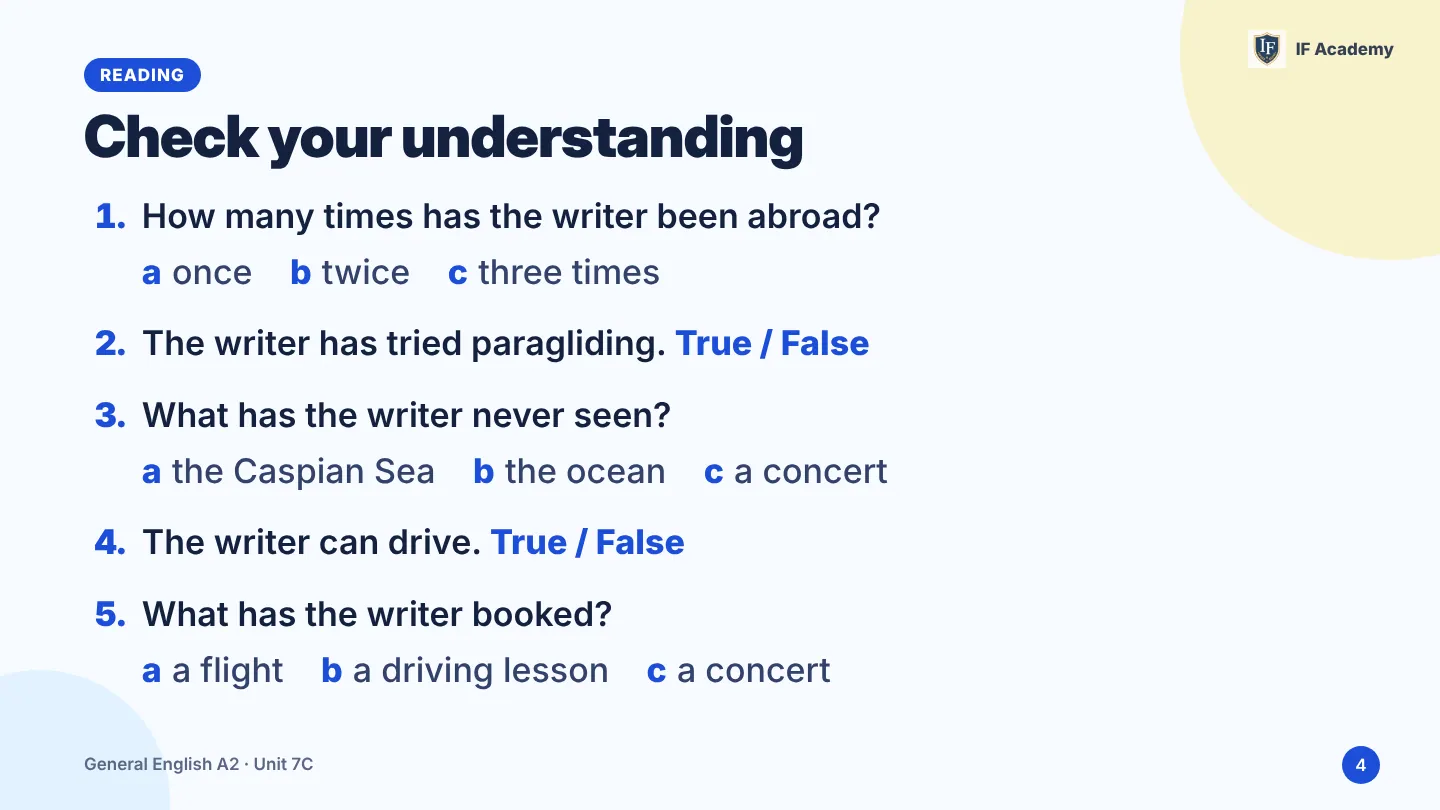 IF IF Academy
READING
Check your understanding
1. How many times has the writer been abroad?
a once b twice c three times
2. The writer has tried paragliding. True / False
3. What has the writer never seen?
a the Caspian Sea b the ocean c a concert
4. The writer can drive. True / False
5. What has the writer booked?
a a flight b a driving lesson c a concert
General English A2 · Unit 7C
4